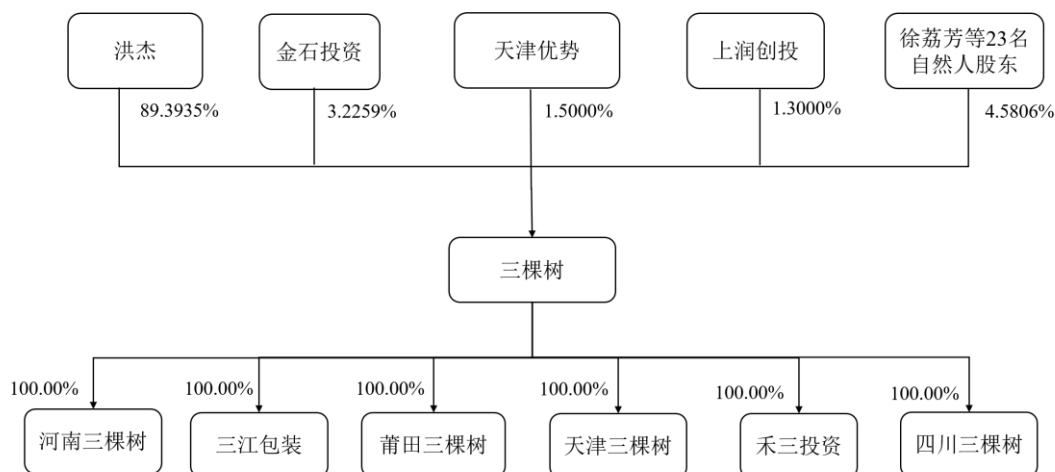 洪杰
金石投资
天津优势
上润创投
徐荔芳等23名
自然人股东
89.3935%
3.2259%
1.5000%
1.3000%
4.5806%
三棵树
100.00%
100.00%
100.00%
100.00%
100.00%
100.00%
河南三棵树
三江包装
莆田三棵树
天津三棵树
禾三投资
四川三棵树